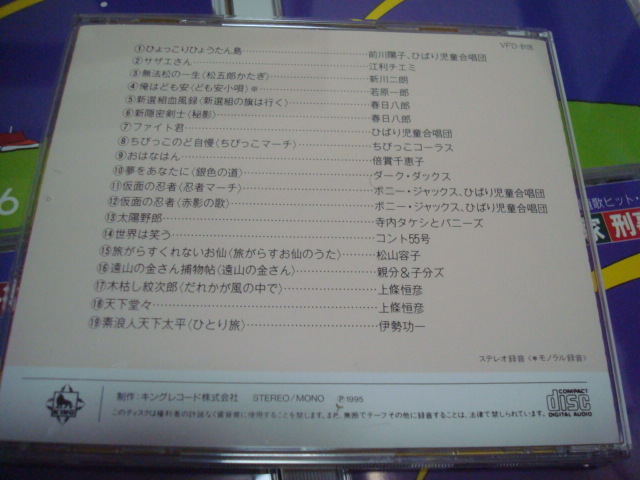 VFD-
①ひょっこりひょうたん島……前川陽子、ひばり児童合唱団
②サザエさん……江利チエミ
③無法松の一生〈松五郎かたぎ〉……新川二朗
④俺はども安〈ども安小唄〉＊……若原一郎
⑤新選組血風録〈新選組の旗は行く〉……春日八郎
⑥新隠密剣士〈秘影〉……春日八郎
⑦ファイト君……ひばり児童合唱団
⑧ちびっこのど自慢〈ちびっこマーチ〉……ちびっこコーラス
⑨おはなはん……倍賞千恵子
⑩夢をあなたに〈銀色の道〉……ダーク・ダックス
⑪仮面の忍者〈忍者マーチ〉……ボニー・ジャックス、ひばり児童合唱団
⑫仮面の忍者〈赤影の歌〉……ボニー・ジャックス、ひばり児童合唱団
⑬太陽野郎……寺内タケシとバニーズ
⑭世界は笑う……コント55号
⑮旅がらすくれないお仙〈旅がらすお仙のうた〉……松山容子
⑯遠山の金さん捕物帖〈遠山の金さん〉……親分&子分ズ
⑰木枯し紋次郎〈だれかが風の中で〉……上條恒彦
⑱天下堂々……上條恒彦
⑲素浪人天下太平〈ひとり旅〉……伊勢功一
ステレオ録音〈＊モノラル録音〉
KING
制作：キングレコード株式会社 STEREO/MONO Ⓟ1995
このディスクは権利者の許諾なく賃貸業に使用することを禁じます。また、無断でテープその他に録音することは、法律で禁じられています。
COMPACT
disc
DIGITAL AUDIO
歌ヒット・
刑事
6